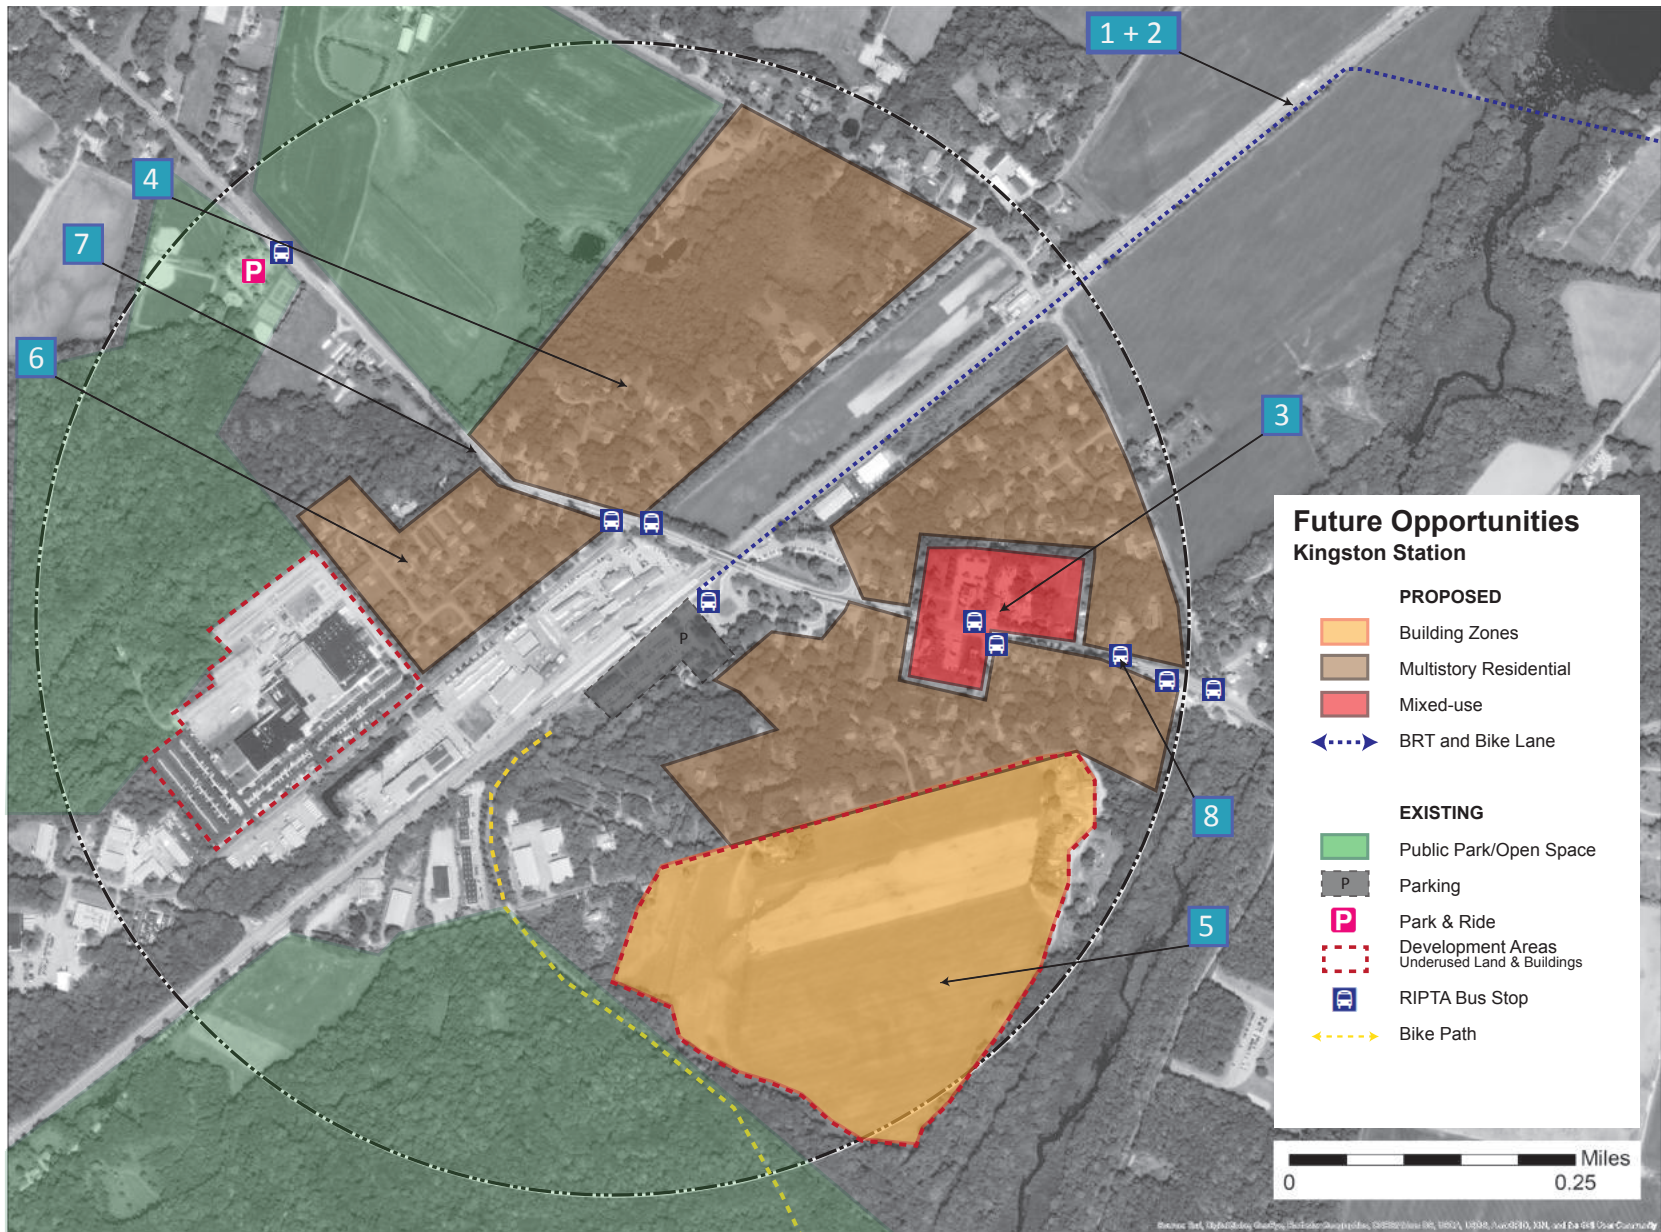 1 + 2
4
7
6
3
P
P
8
5
Future Opportunities
Kingston Station
PROPOSED
Building Zones
Multistory Residential
Mixed-use
BRT and Bike Lane
EXISTING
Public Park/Open Space
P
Parking
P
Park & Ride
Development Areas
Underused Land & Buildings
RIPTA Bus Stop
Bike Path
Miles
0
0.25